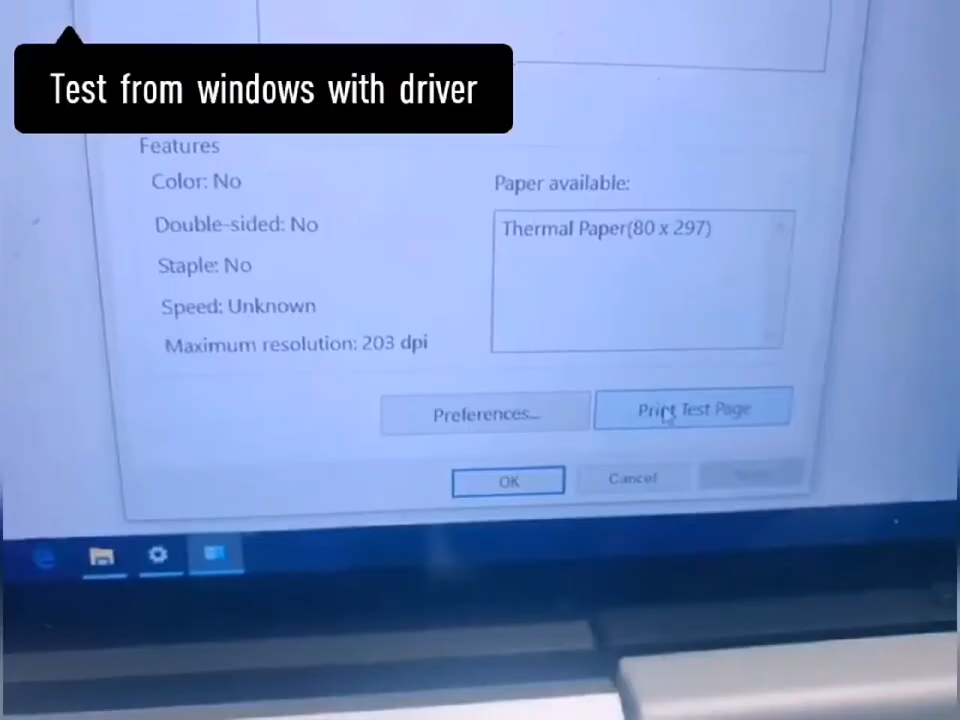 Test from windows with driver
Features
Color: No
Double-sided: No
Staple: No
Speed: Unknown
Maximum resolution: 203 dpi
Paper available:
Thermal Paper(80 x 297)
Preferences...
Print Test Page
OK
Cancel